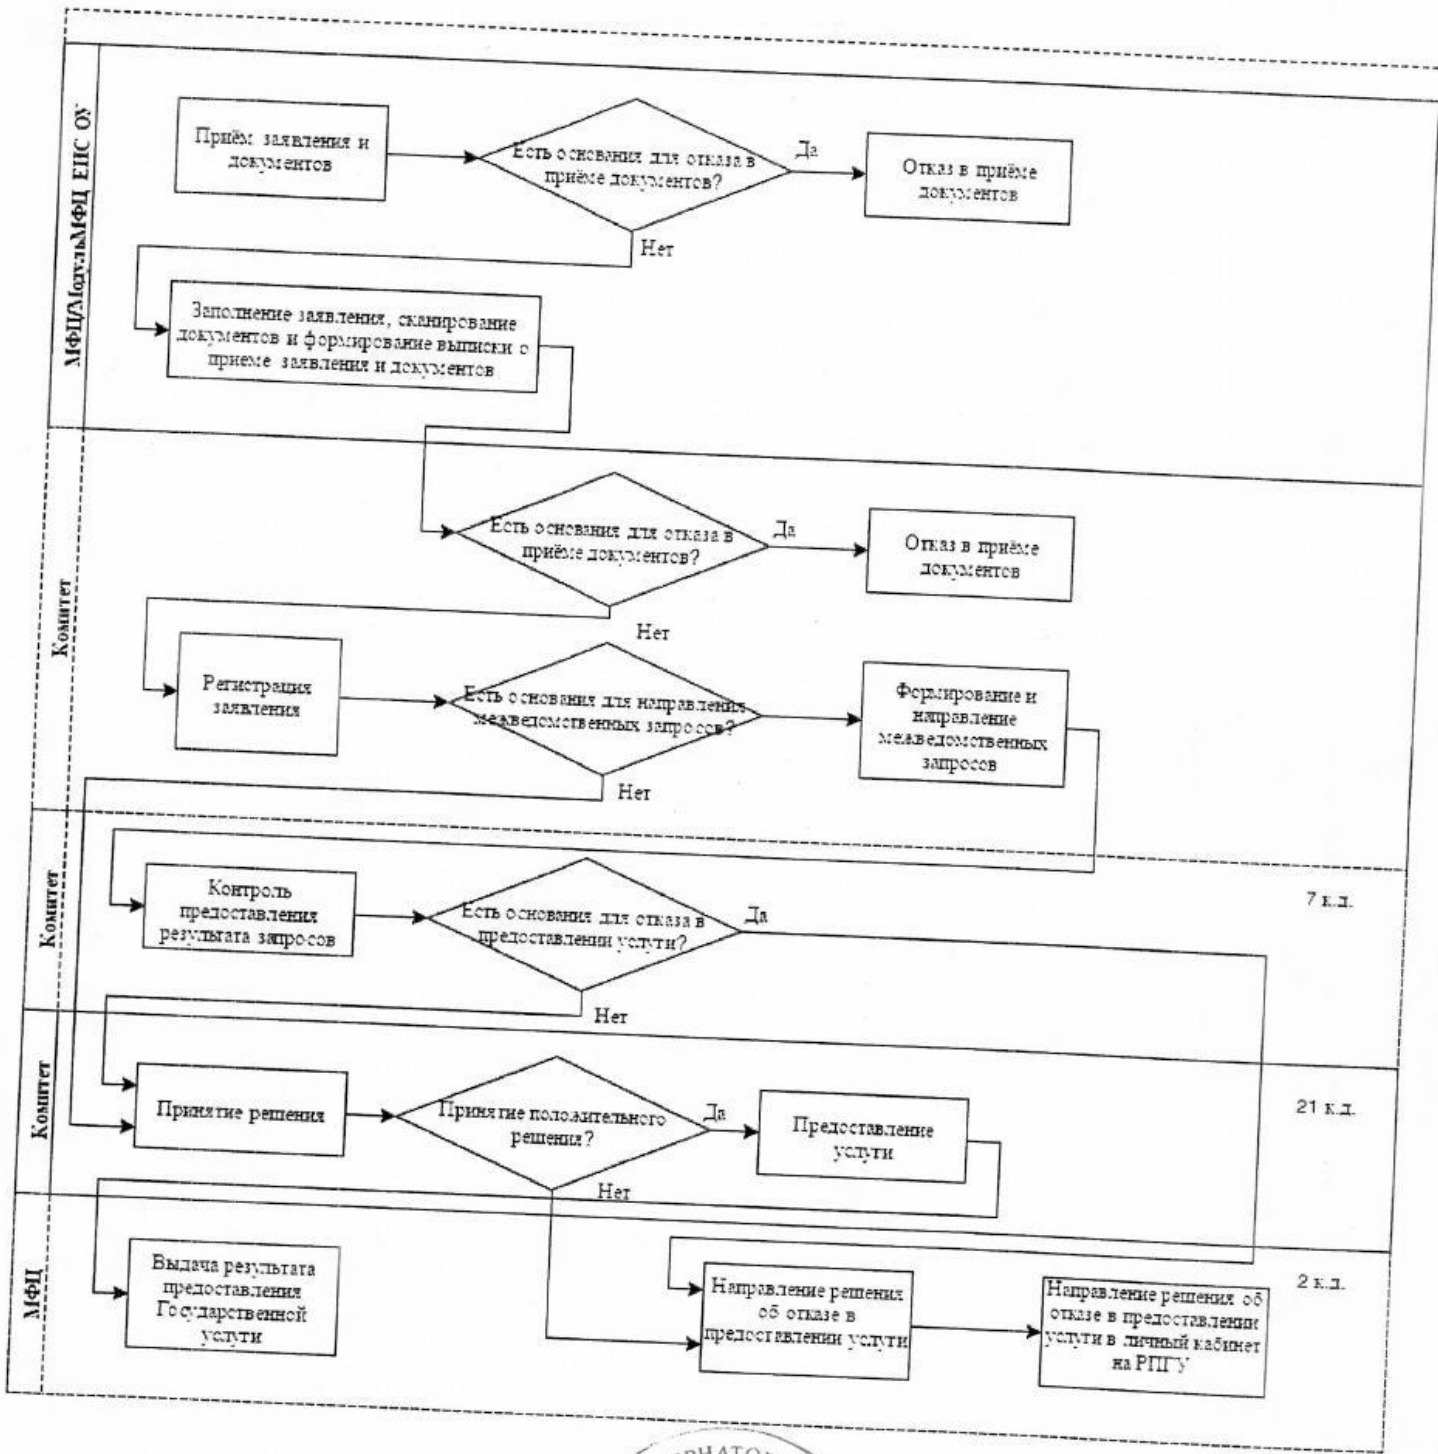 МФЦ/МодульМФЦ ЕИС ОУ
Приём заявления и
документов
Есть основания для отказа в
приёме документов?
Да
Отказ в приёме
документов
Нет
Заполнение заявления, сканирование
документов и формирование выписки о
приеме заявления и документов
Комитет
Есть основания для отказа в
приёме документов?
Да
Отказ в приёме
документов
Нет
Регистрация
заявления
Есть основания для направления
межведомственных запросов?
Формирование и
направление
межведомственных
запросов
Нет
Комитет
Контроль
предоставления
результата запросов
Есть основания для отказа в
предоставлении услуги?
Да
7 к.д.
Нет
Комитет
Принятие решения
Принятие положительного
решения?
Да
Предоставление
услуги
21 к.д.
Нет
МФЦ
Выдача результата
предоставления
Государственной
услуги
Направление решения
об отказе в
предоставлении услуги
Направление решения об
отказе в предоставлении
услуги в личный кабинет
на РПГУ
2 к.д.